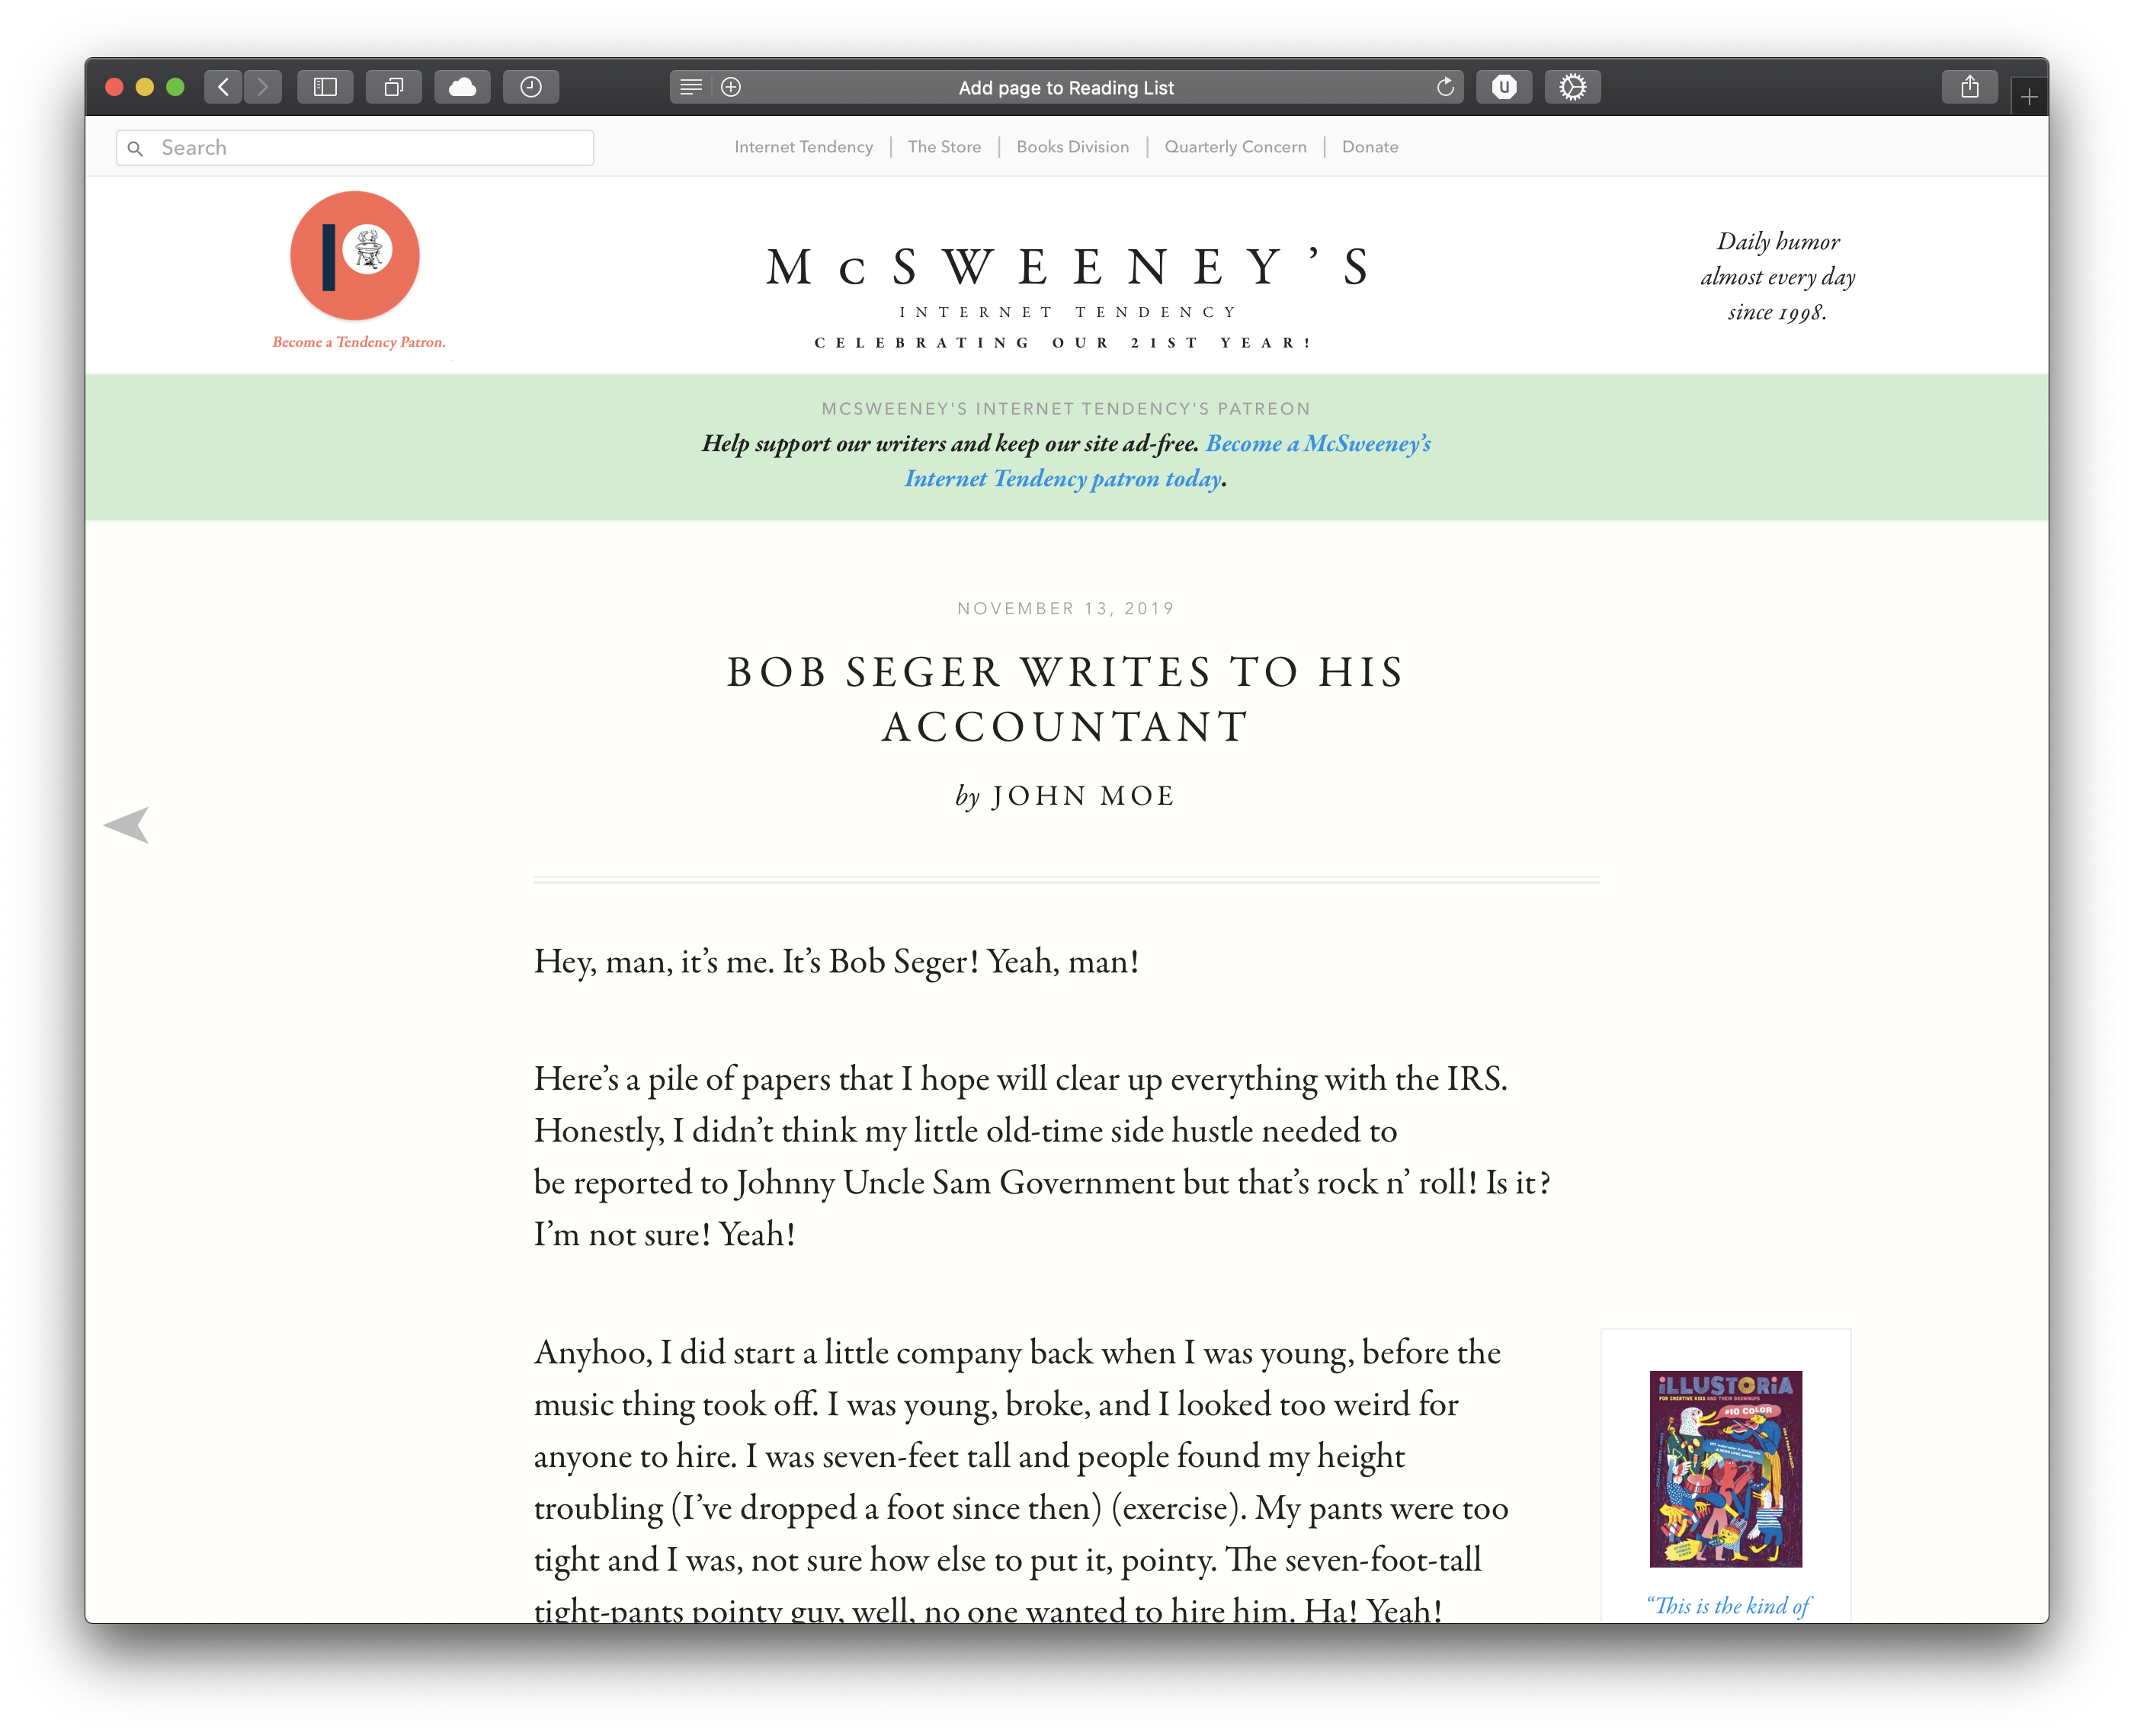 Add page to Reading List
Search
Internet Tendency | The Store | Books Division | Quarterly Concern | Donate
Become a Tendency Patron.
McSWEENEY’S
INTERNET TENDENCY
CELEBRATING OUR 21ST YEAR!
Daily humor
almost every day
since 1998.
MCSWEENEY'S INTERNET TENDENCY'S PATREON
Help support our writers and keep our site ad-free. Become a McSweeney’s
Internet Tendency patron today.
NOVEMBER 13, 2019
BOB SEGER WRITES TO HIS
ACCOUNTANT
by JOHN MOE
Hey, man, it’s me. It’s Bob Seger! Yeah, man!
Here’s a pile of papers that I hope will clear up everything with the IRS.
Honestly, I didn’t think my little old-time side hustle needed to
be reported to Johnny Uncle Sam Government but that’s rock n’ roll! Is it?
I’m not sure! Yeah!
Anyhoo, I did start a little company back when I was young, before the
music thing took off. I was young, broke, and I looked too weird for
anyone to hire. I was seven-feet tall and people found my height
troubling (I’ve dropped a foot since then) (exercise). My pants were too
tight and I was, not sure how else to put it, pointy. The seven-foot-tall
tight-pants pointy guy, well, no one wanted to hire him. Ha! Yeah!
iLLUSTORiA
FOR CREATIVE KIDS AND THEIR GROWNUPS
#10 COLOR
“This is the kind of